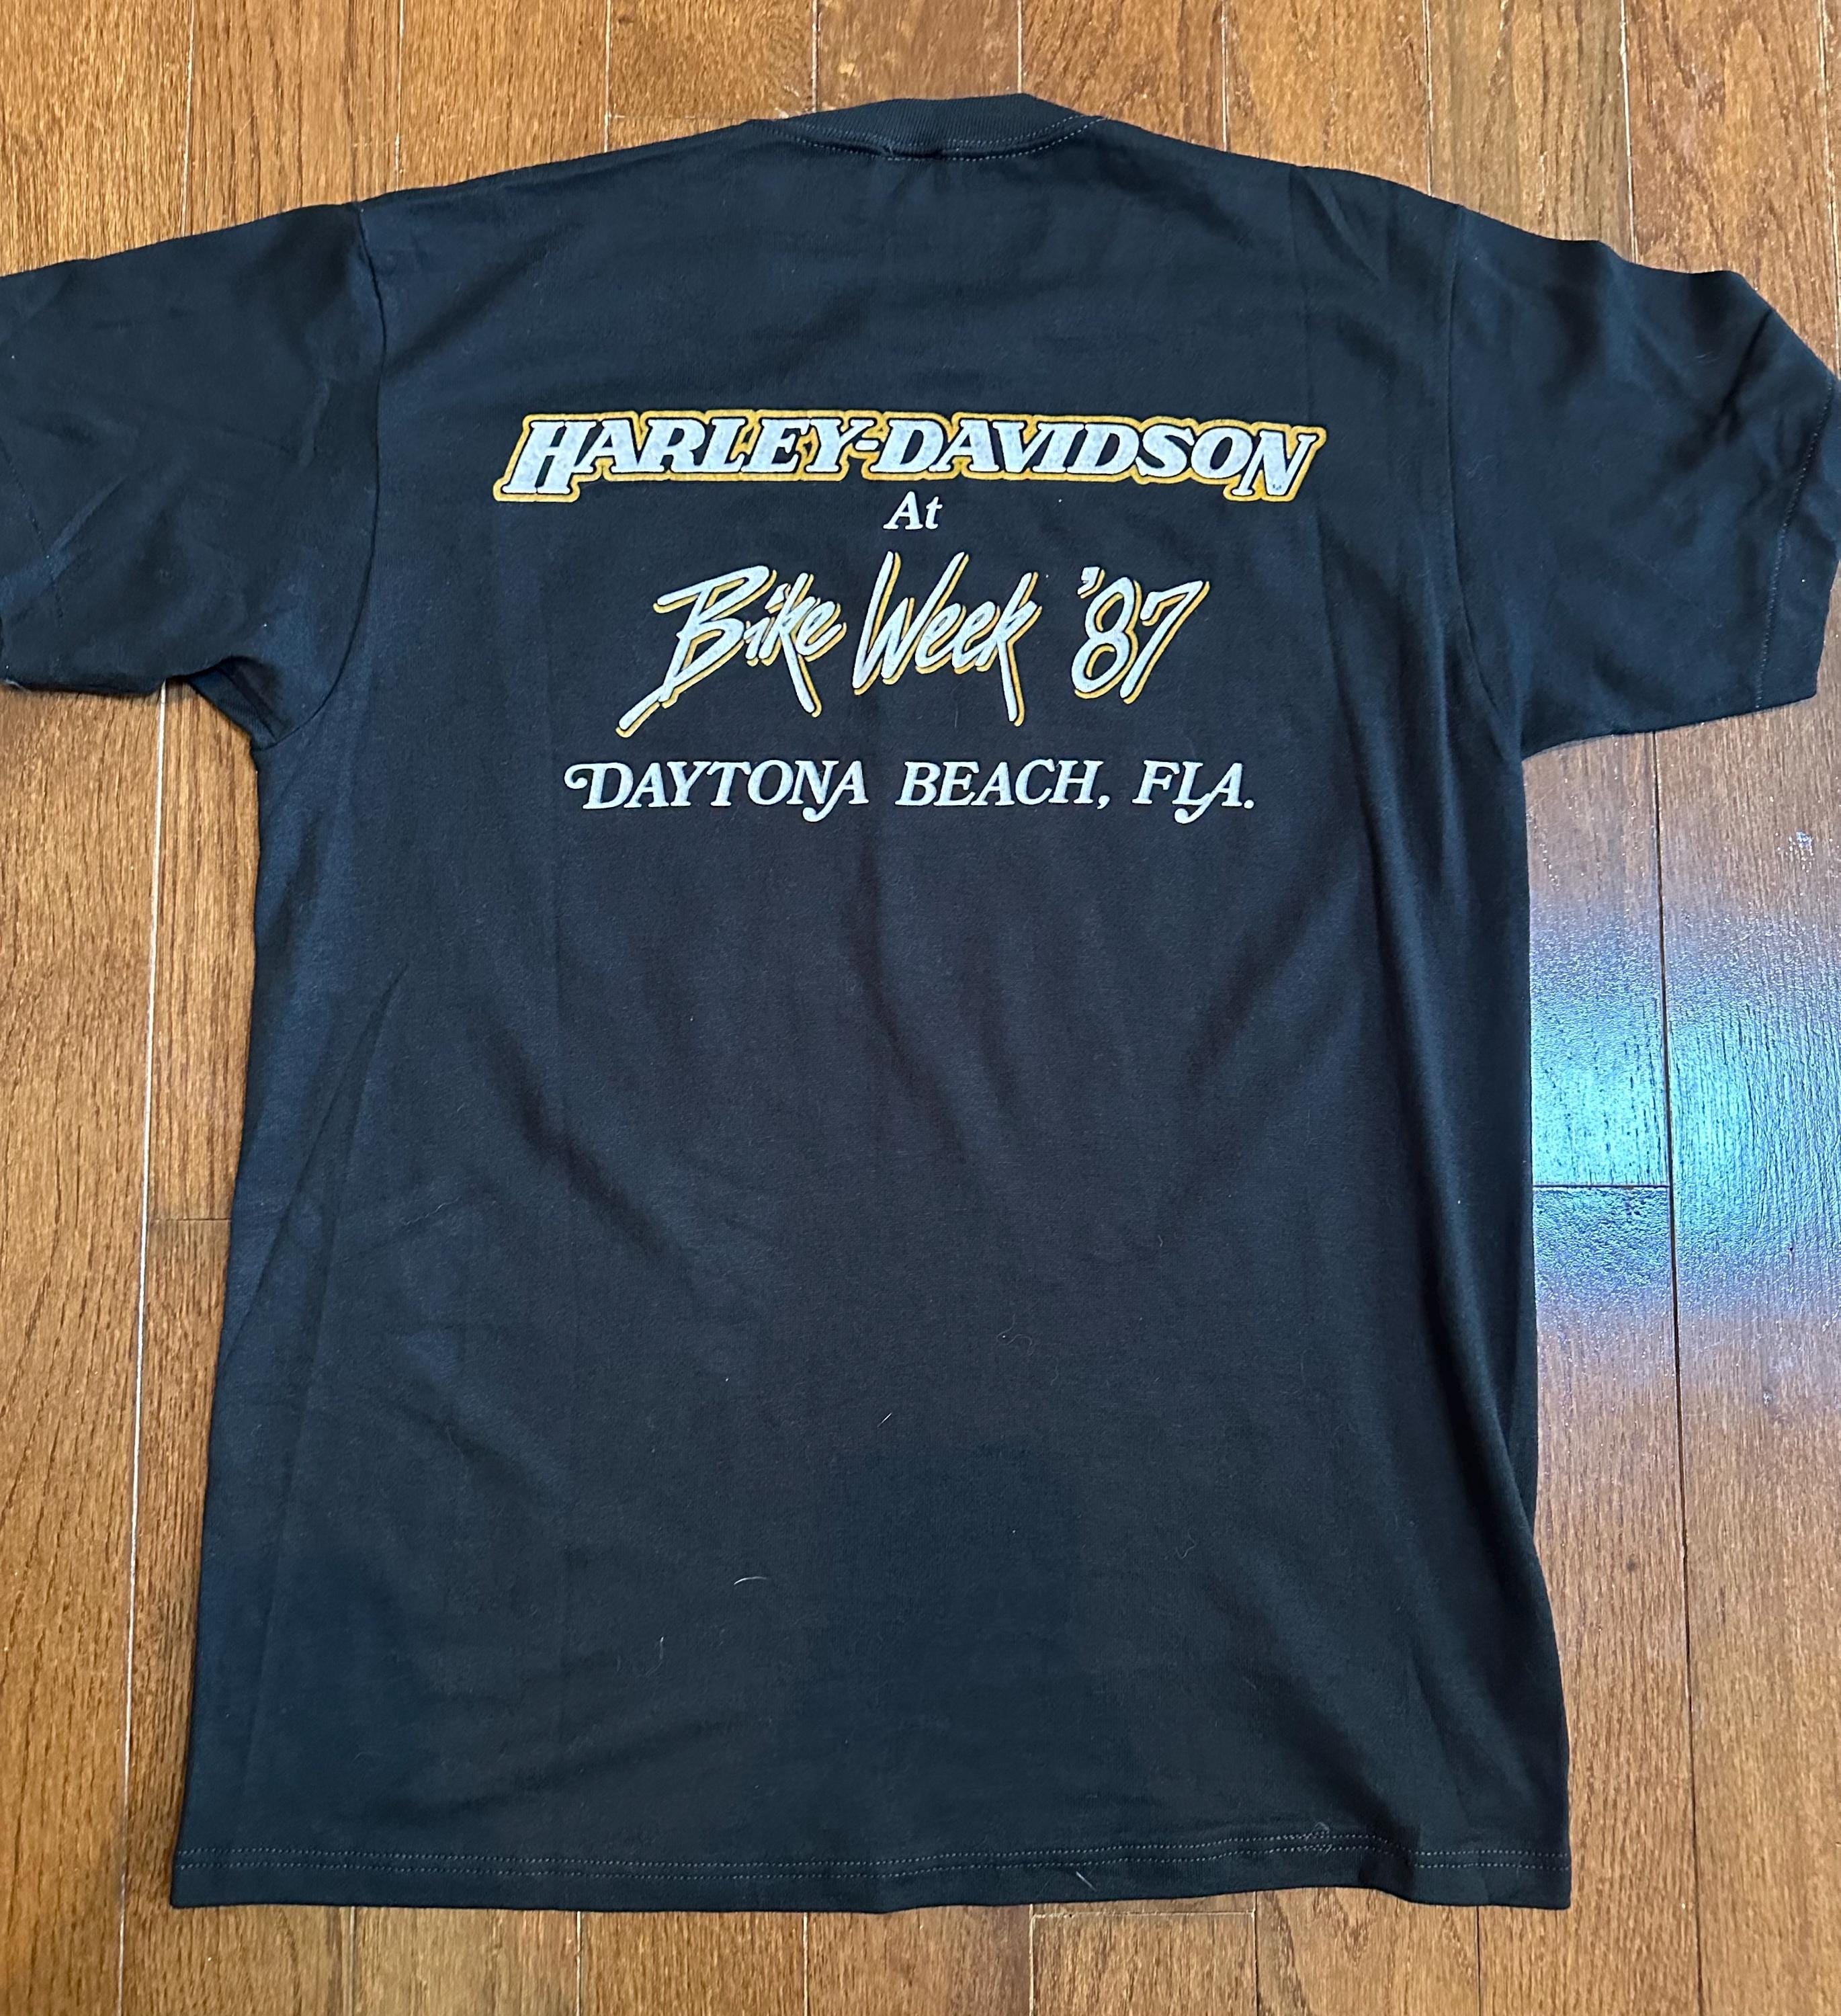 HARLEY-DAVIDSON
At
Bike Week '87
DAYTONA BEACH, FLA.